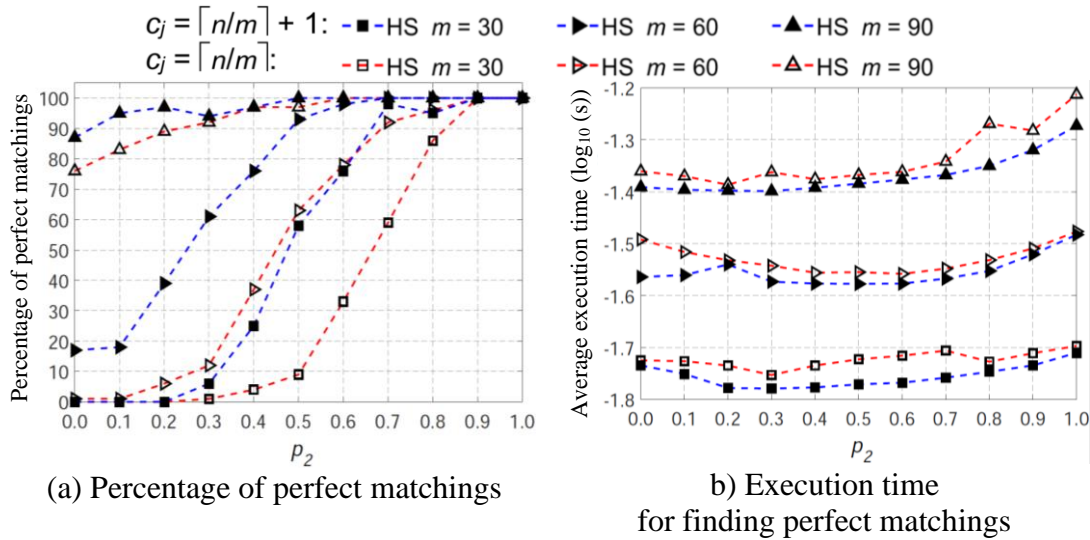 cj = ⌈n/m⌉ + 1: HS m = 30 HS m = 60 HS m = 90
cj = ⌈n/m⌉: HS m = 30 HS m = 60 HS m = 90
Percentage of perfect matchings
100
90
80
70
60
50
40
30
20
10
0
0.0 0.1 0.2 0.3 0.4 0.5 0.6 0.7 0.8 0.9 1.0
p2
(a) Percentage of perfect matchings
Average execution time (log10 (s))
-1.2
-1.3
-1.4
-1.5
-1.6
-1.7
-1.8
0.0 0.1 0.2 0.3 0.4 0.5 0.6 0.7 0.8 0.9 1.0
p2
b) Execution time
for finding perfect matchings